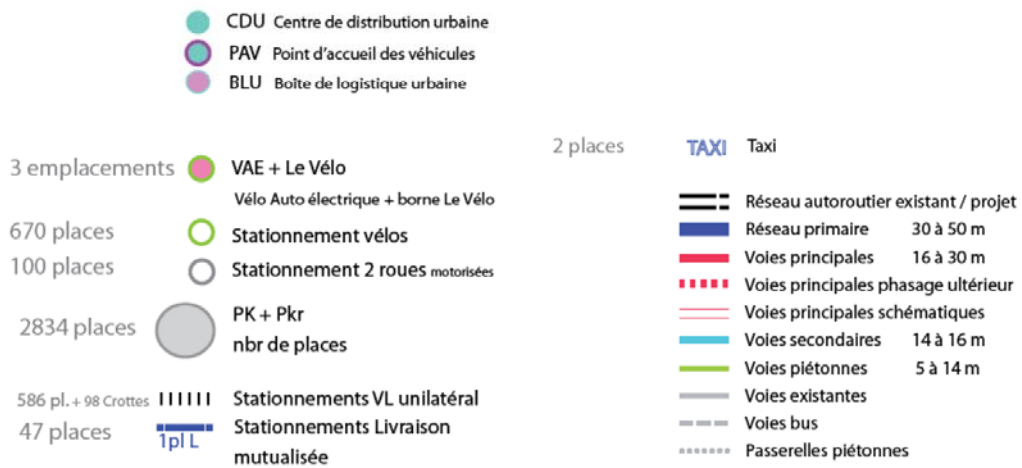 CDU Centre de distribution urbaine
PAV Point d'accueil des véhicules
BLU Boîte de logistique urbaine
3 emplacements VAE + Le Vélo
Vélo Auto électrique + borne Le Vélo
670 places Stationnement vélos
100 places Stationnement 2 roues motorisées
2834 places PK + Pkr
nbr de places
586 pl. + 98 Crottes Stationnements VL unilatéral
47 places 1pl L Stationnements Livraison
mutualisée
2 places TAXI Taxi
Réseau autoroutier existant / projet
Réseau primaire 30 à 50 m
Voies principales 16 à 30 m
Voies principales phasage ultérieur
Voies principales schématiques
Voies secondaires 14 à 16 m
Voies piétonnes 5 à 14 m
Voies existantes
Voies bus
Passerelles piétonnes